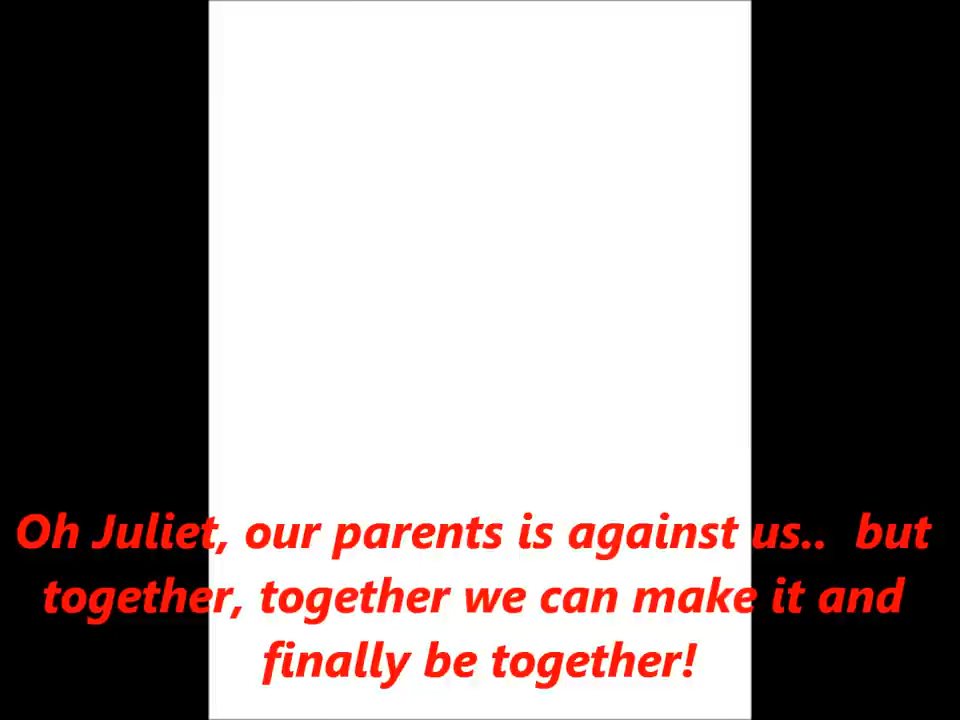 Oh Juliet, our parents is against us..  but
together, together we can make it and
finally be together!